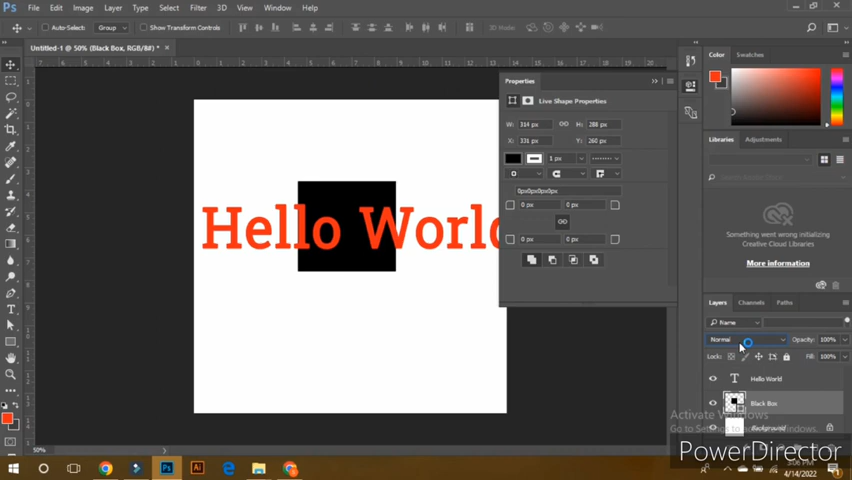 Ps File Edit Image Layer Type Select Filter 3D View Window Help
Auto-Select: Group Show Transform Controls
Untitled-1 @ 50% (Black Box, RGB/8#) * ×
Properties
Live Shape Properties
W: 314 px H: 288 px
X: 331 px Y: 260 px
1 px
0px0px0px0px
0 px 0 px
0 px 0 px
Hello World
Color Swatches
Libraries Adjustments
Something went wrong initializing
Creative Cloud Libraries
More information
Layers Channels Paths
Name
Normal Opacity: 100%
Lock: Fill: 100%
T Hello World
Black Box
Background
Activate Windows
Go to Settings to activate Windows.
PowerDirector
50%
3:06 PM
4/14/2022